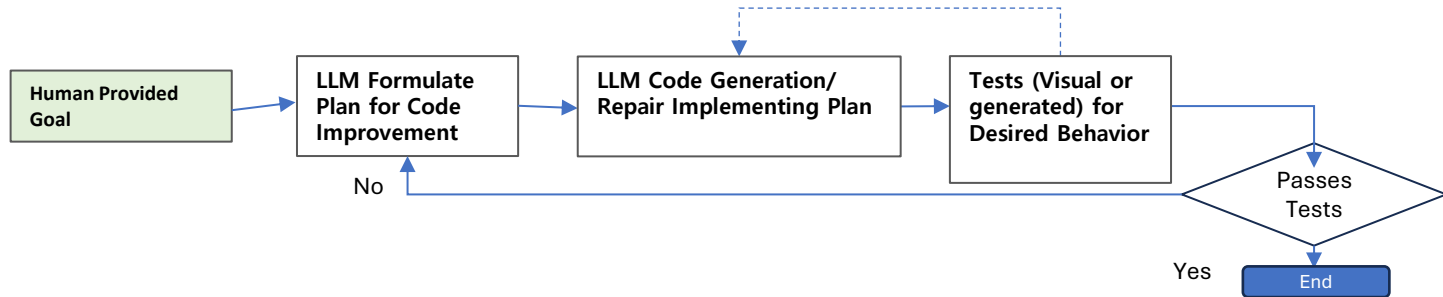 Human Provided
Goal
LLM Formulate
Plan for Code
Improvement
LLM Code Generation/
Repair Implementing Plan
Tests (Visual or
generated) for
Desired Behavior
No
Passes
Tests
Yes
End